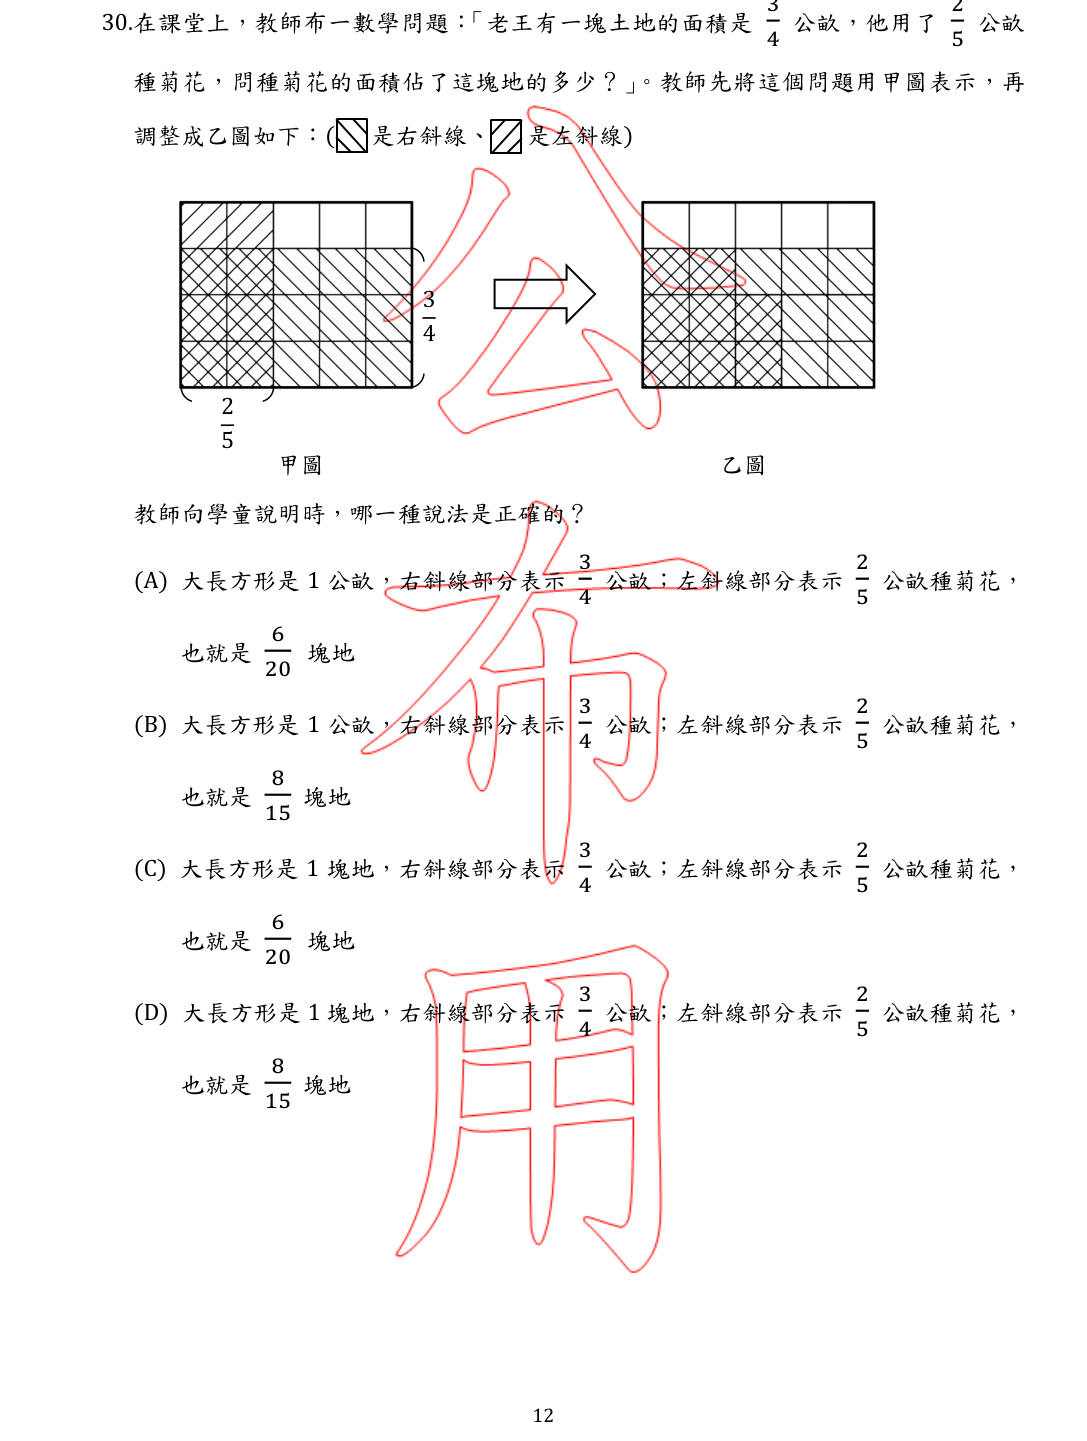 30.在課堂上，教師布一數學問題：「老王有一塊土地的面積是 3/4 公畝，他用了 2/5 公畝
種菊花，問種菊花的面積佔了這塊地的多少？」。教師先將這個問題用甲圖表示，再
調整成乙圖如下：(是右斜線、是左斜線)
3/4
2/5
甲圖
乙圖
教師向學童說明時，哪一種說法是正確的？
(A) 大長方形是 1 公畝，右斜線部分表示 3/4 公畝；左斜線部分表示 2/5 公畝種菊花，
也就是 6/20 塊地
(B) 大長方形是 1 公畝，右斜線部分表示 3/4 公畝；左斜線部分表示 2/5 公畝種菊花，
也就是 8/15 塊地
(C) 大長方形是 1 塊地，右斜線部分表示 3/4 公畝；左斜線部分表示 2/5 公畝種菊花，
也就是 6/20 塊地
(D) 大長方形是 1 塊地，右斜線部分表示 3/4 公畝；左斜線部分表示 2/5 公畝種菊花，
也就是 8/15 塊地
公
布
用
12